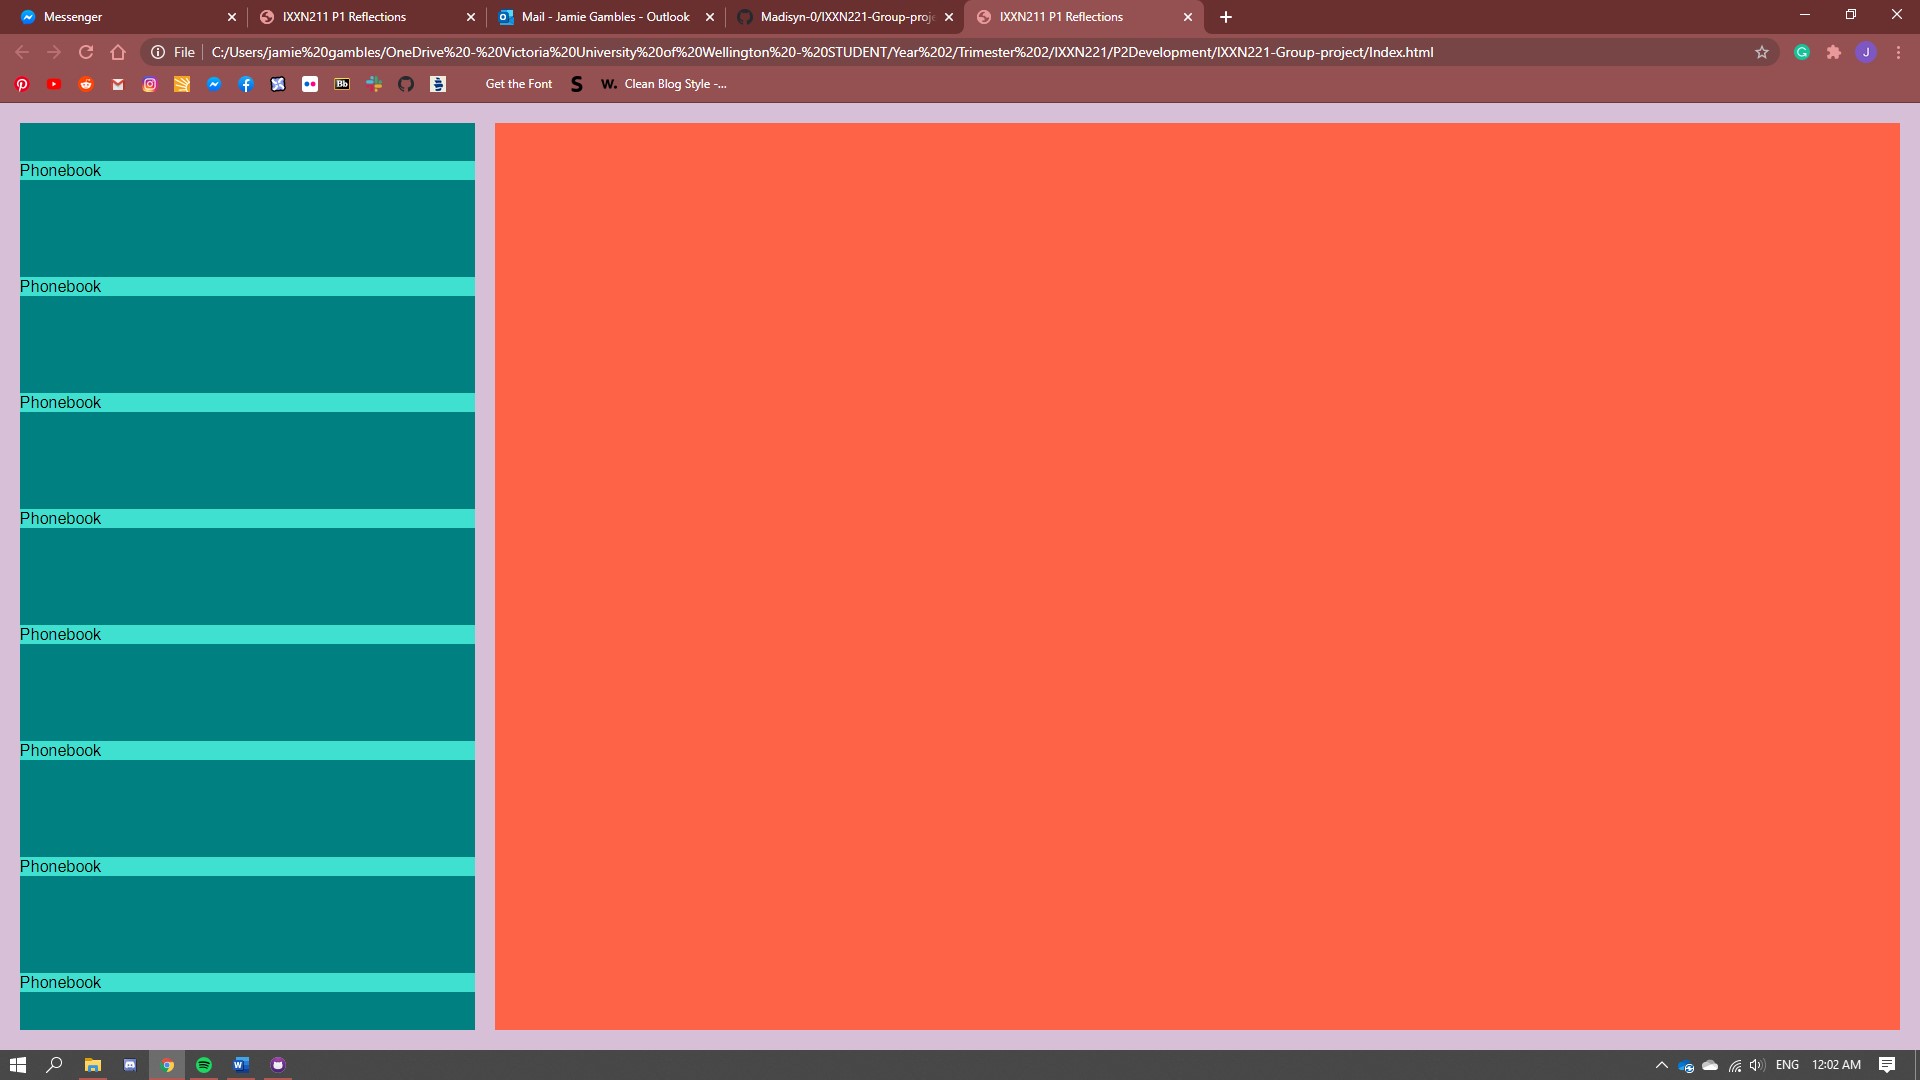 Messenger
IXXN211 P1 Reflections
Mail - Jamie Gambles - Outlook
Madisyn-0/IXXN221-Group-proje
IXXN211 P1 Reflections
File
C:/Users/jamie%20gambles/OneDrive%20-%20Victoria%20University%20of%20Wellington%20-%20STUDENT/Year%202/Trimester%202/IXXN221/P2Development/IXXN221-Group-project/Index.html
J
Bb
Get the Font
S
W. Clean Blog Style -...
Phonebook
Phonebook
Phonebook
Phonebook
Phonebook
Phonebook
Phonebook
Phonebook
ENG
12:02 AM